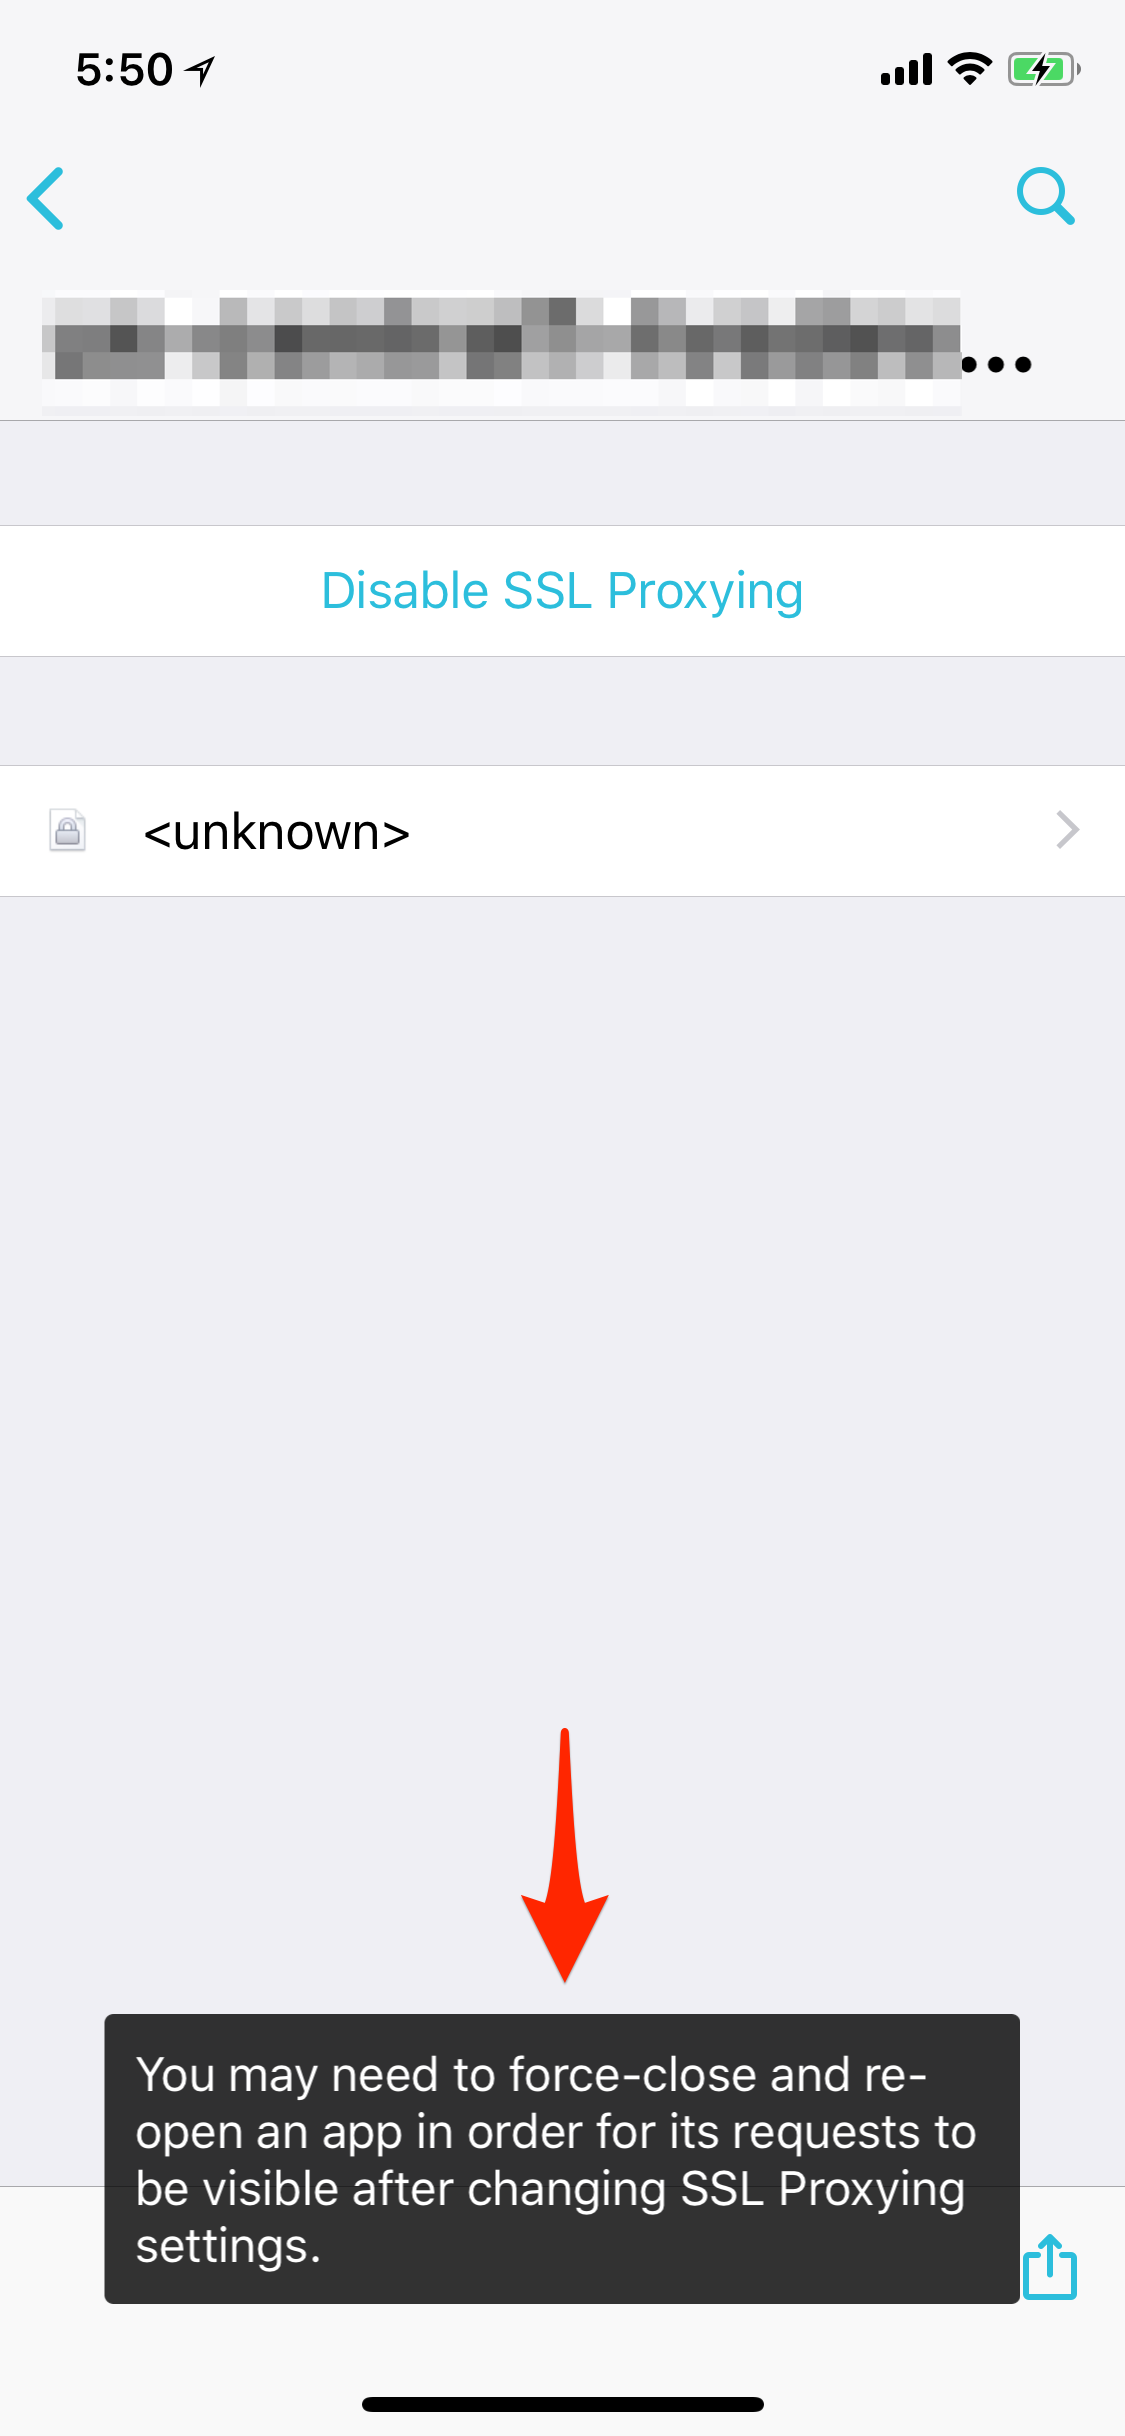 5:50
...
Disable SSL Proxying
<unknown>
You may need to force-close and re-
open an app in order for its requests to
be visible after changing SSL Proxying
settings.